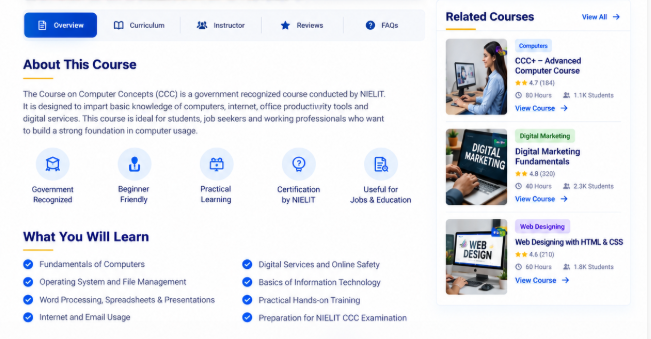 Overview
Curriculum
Instructor
Reviews
FAQs
About This Course
The Course on Computer Concepts (CCC) is a government recognized course conducted by NIELIT.
It is designed to impart basic knowledge of computers, internet, office productivity tools and
digital services. This course is ideal for students, job seekers and working professionals who want
to build a strong foundation in computer usage.
Government
Recognized
Beginner
Friendly
Practical
Learning
Certification
by NIELIT
Useful for
Jobs & Education
What You Will Learn
Fundamentals of Computers
Operating System and File Management
Word Processing, Spreadsheets & Presentations
Internet and Email Usage
Digital Services and Online Safety
Basics of Information Technology
Practical Hands-on Training
Preparation for NIELIT CCC Examination
Related Courses
View All →
Computers
CCC+ – Advanced
Computer Course
4.7 (184)
80 Hours
1.1K Students
View Course →
DIGITAL
MARKETING
Digital Marketing
Digital Marketing
Fundamentals
4.8 (320)
40 Hours
2.3K Students
View Course →
WEB
DESIGN
Web Designing
Web Designing with HTML & CSS
4.6 (210)
60 Hours
1.8K Students
View Course →